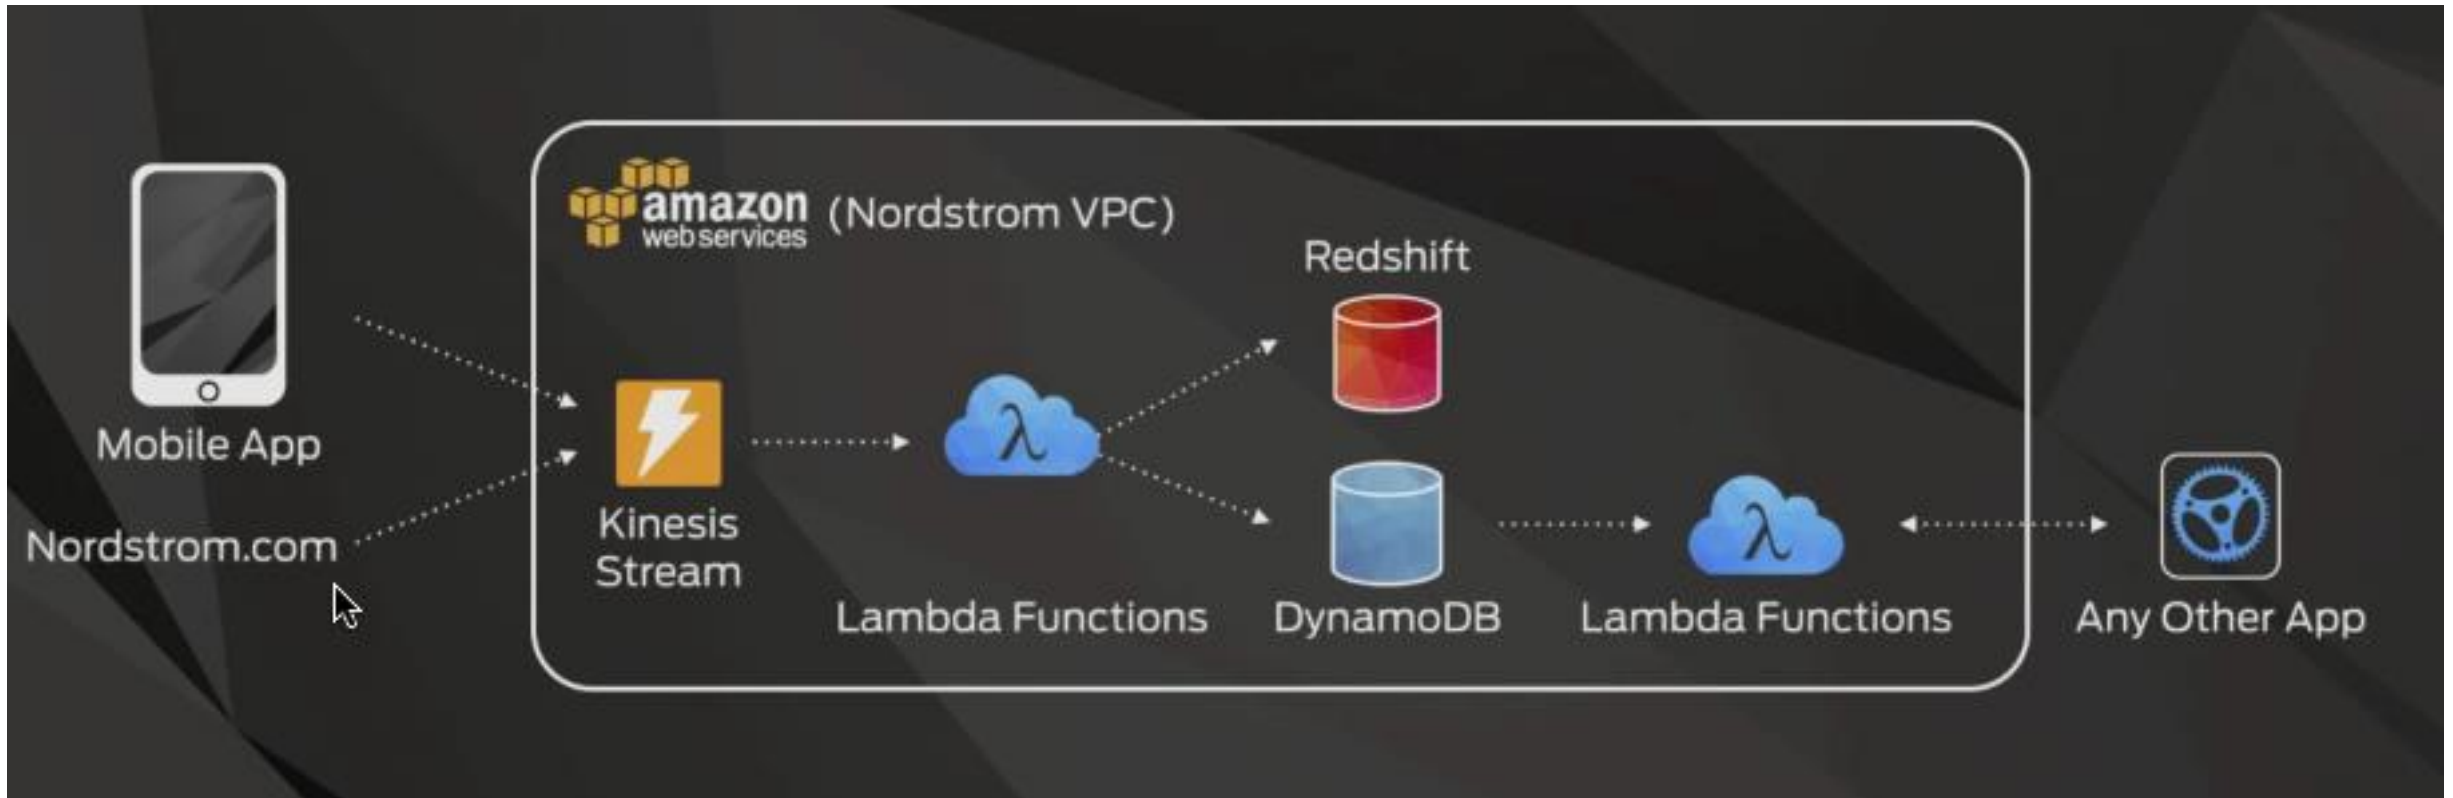 Mobile App
Nordstrom.com
amazon
web services
(Nordstrom VPC)
Kinesis
Stream
λ
Lambda Functions
Redshift
DynamoDB
λ
Lambda Functions
Any Other App